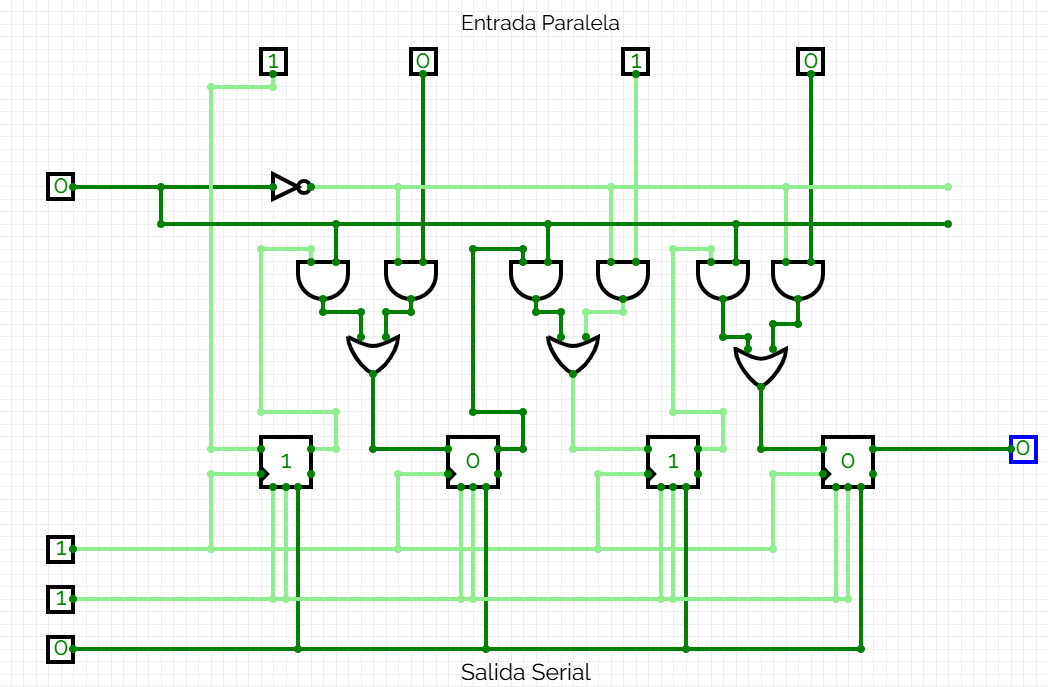 Entrada Paralela
1 0 1 0
0
1 0 1 0 0
1
1
0
Salida Serial